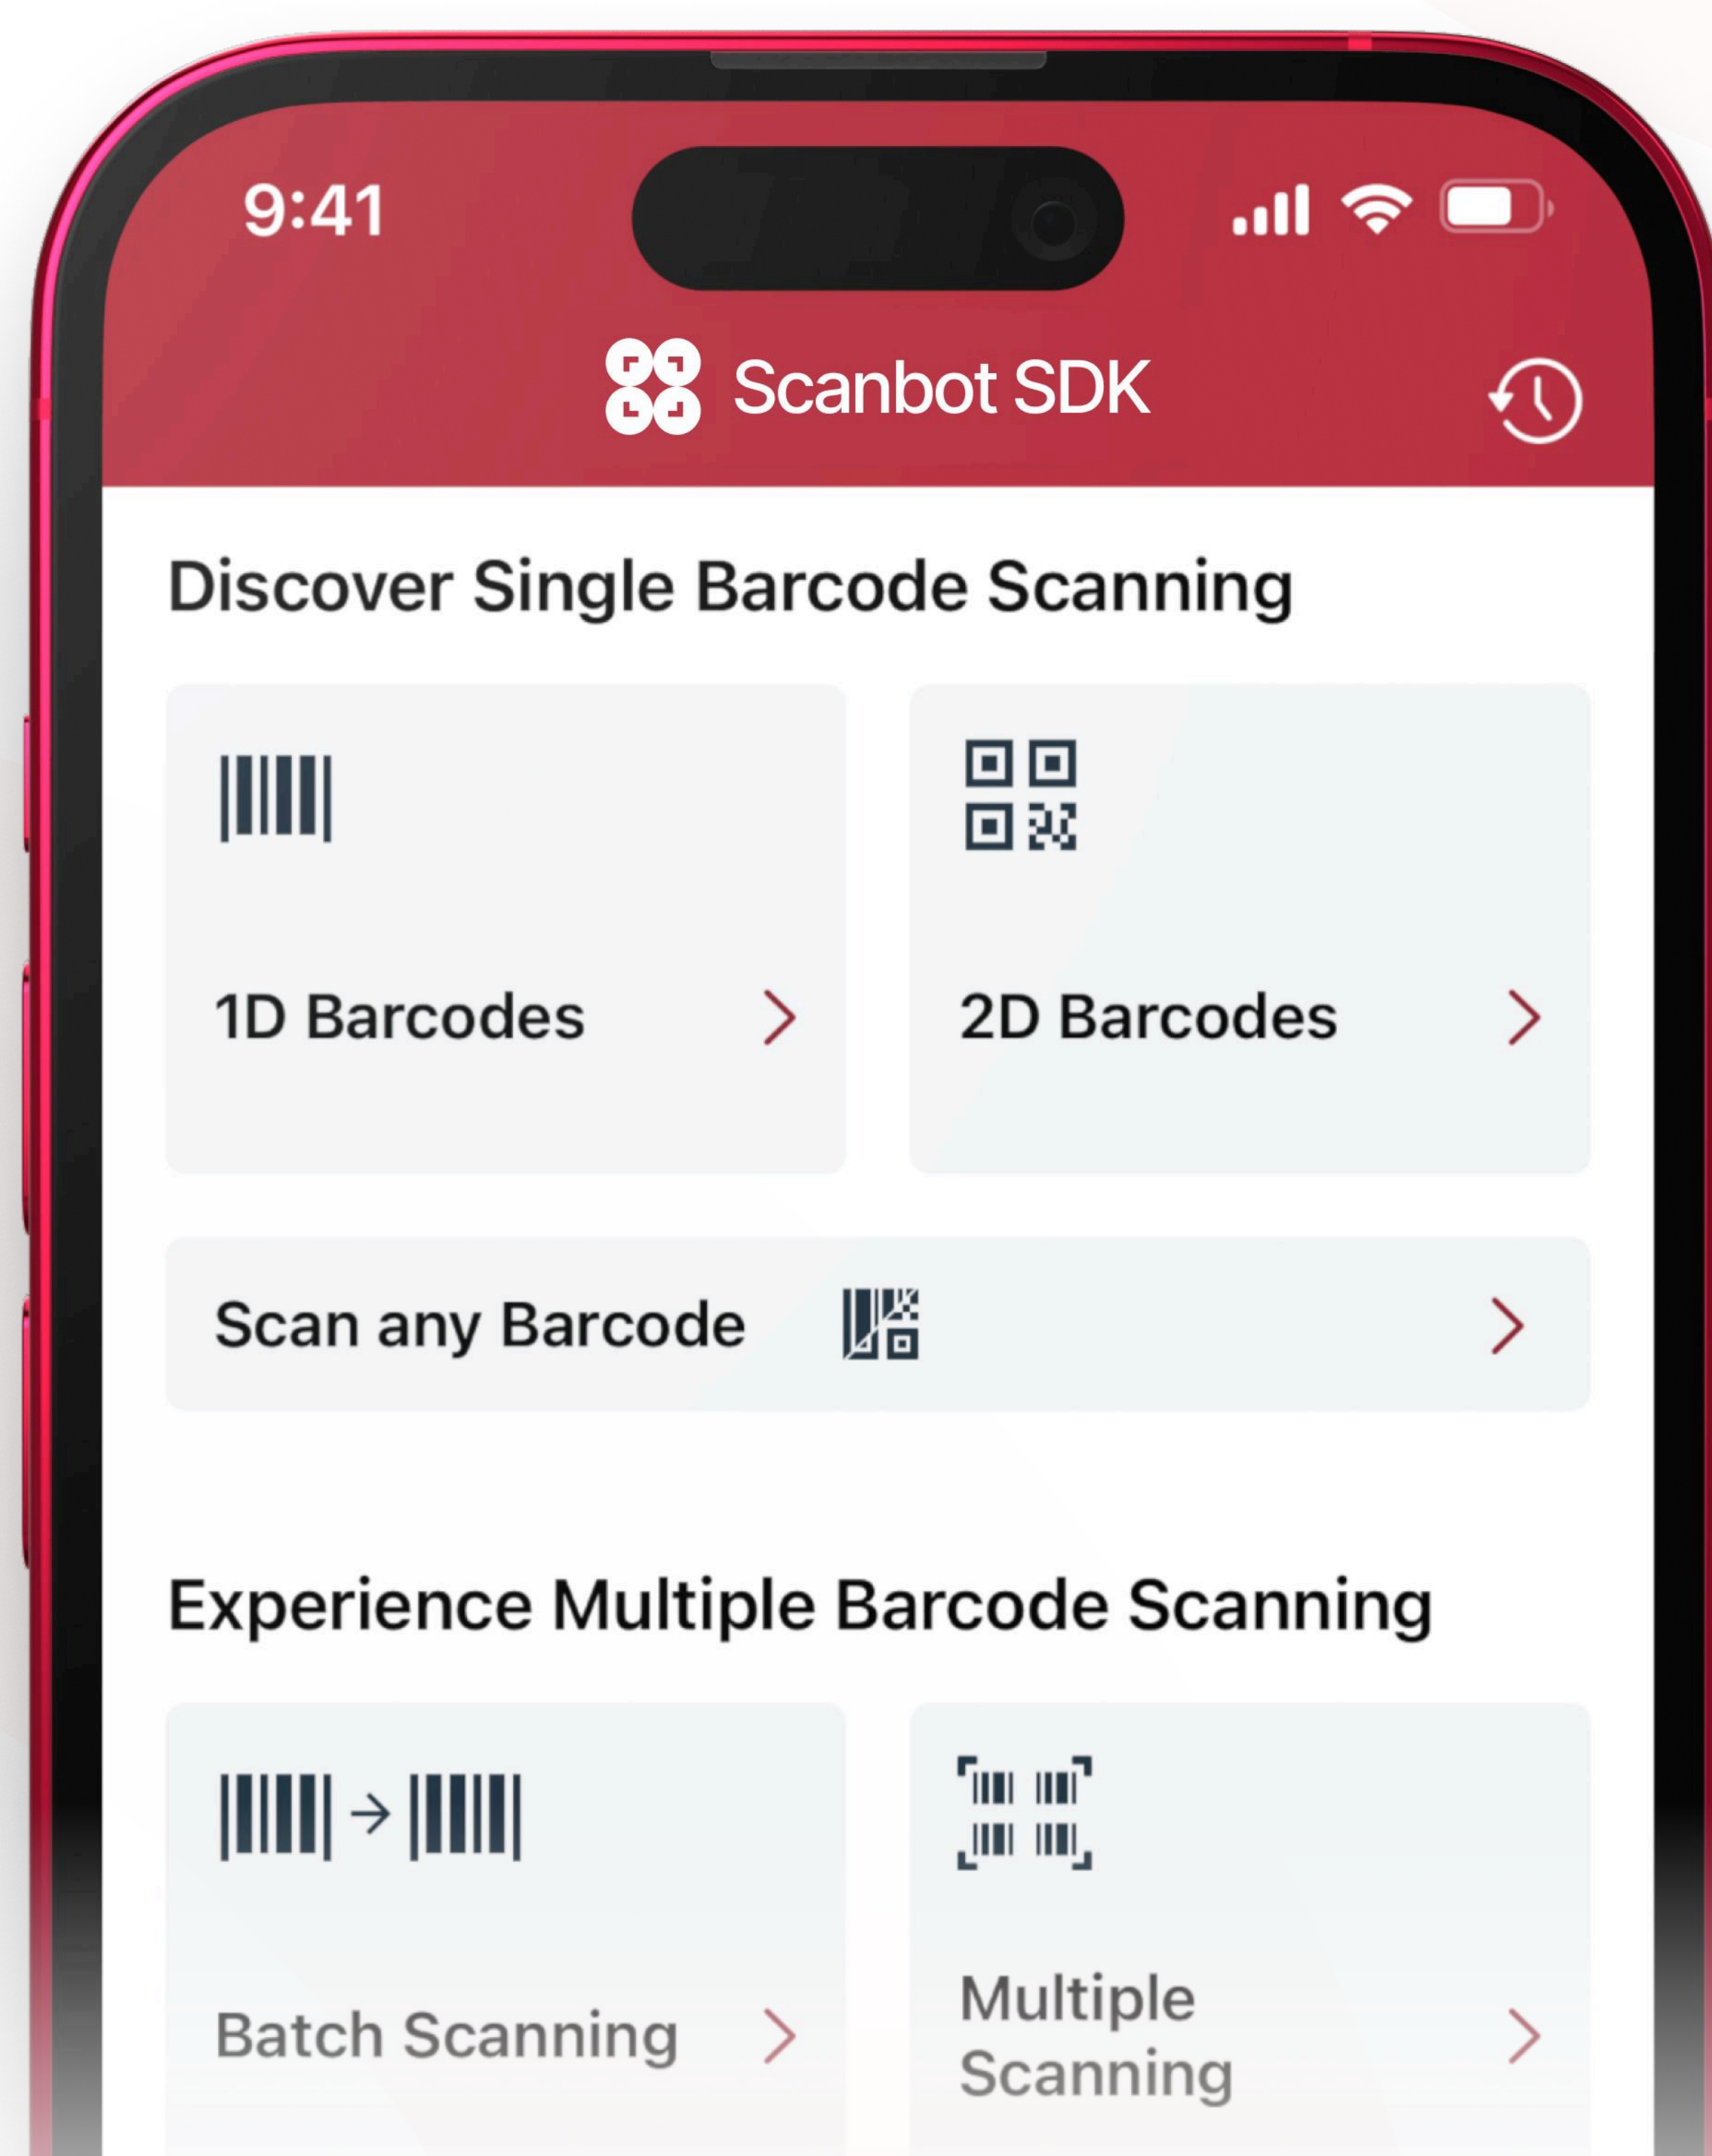 9:41
Scanbot SDK
Discover Single Barcode Scanning
1D Barcodes
2D Barcodes
Scan any Barcode
Experience Multiple Barcode Scanning
Batch Scanning
Multiple
Scanning